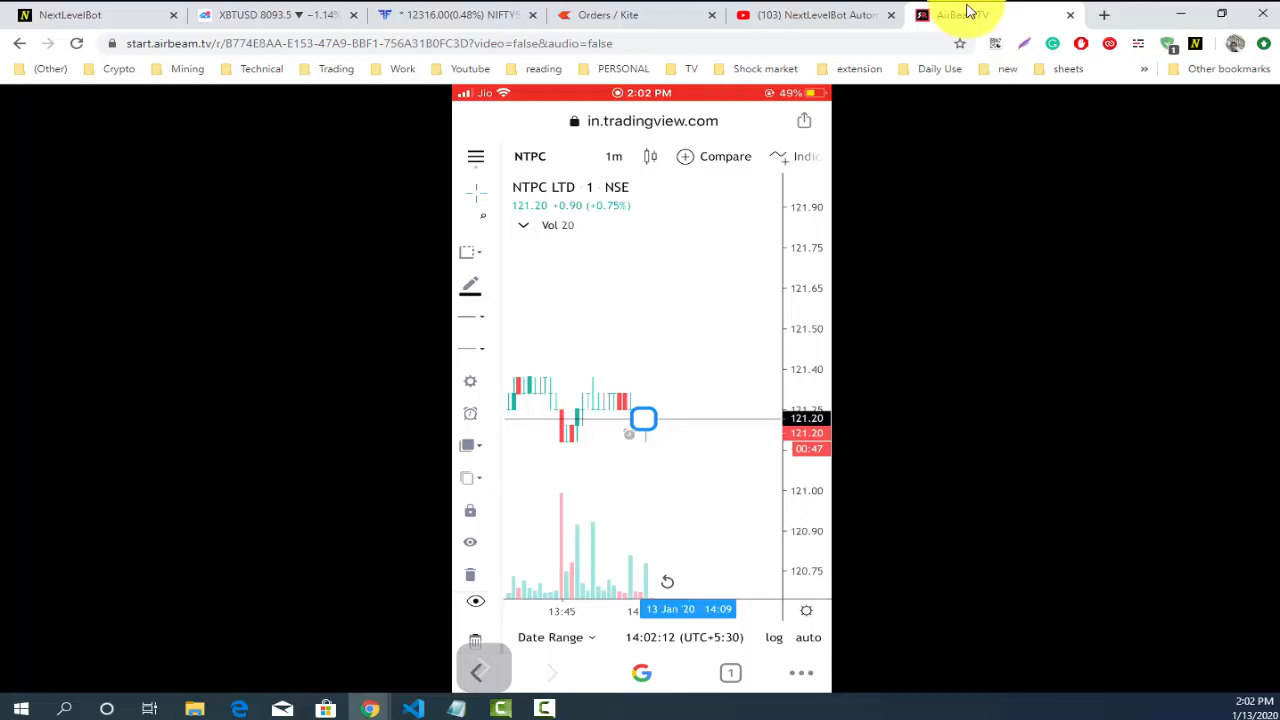 NextLevelBot
XBTUSD 8093.5 ▼ −1.14%
12316.00(0.48%) NIFTY5
Orders / Kite
(103) NextLevelBot Autom
start.airbeam.tv/r/B774E8AA-E153-47A9-DBF1-756A31B0FC3D?video=false&audio=false
(Other)
Crypto
Mining
Technical
Trading
Work
Youtube
reading
PERSONAL
TV
Shock market
extension
Daily Use
new
sheets
»
Other bookmarks
Jio
2:02 PM
49%
in.tradingview.com
NTPC
1m
Compare
Indic
NTPC LTD · 1 · NSE
121.20 +0.90 (+0.75%)
Vol 20
121.90
121.75
121.65
121.50
121.40
121.25
121.20
121.20
00:47
121.00
120.90
120.75
13:45
14
13 Jan '20 14:09
Date Range
14:02:12 (UTC+5:30)
log
auto
1
2:02 PM
1/13/2020